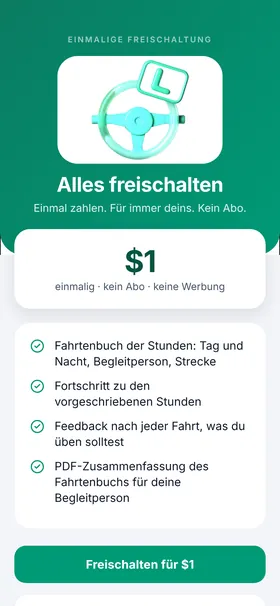 EINMALIGE FREISCHALTUNG
L
Alles freischalten
Einmal zahlen. Für immer deins. Kein Abo.
$1
einmalig · kein Abo · keine Werbung
Fahrtenbuch der Stunden: Tag und
Nacht, Begleitperson, Strecke
Fortschritt zu den
vorgeschriebenen Stunden
Feedback nach jeder Fahrt, was du
üben solltest
PDF-Zusammenfassung des
Fahrtenbuchs für deine
Begleitperson
Freischalten für $1